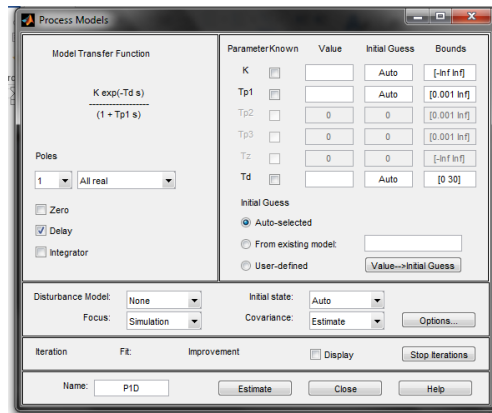 Process Models
Model Transfer Function
K exp(-Td s)
------------------
(1 + Tp1 s)
Poles
1 All real
Zero
Delay
Integrator
Parameter Known Value Initial Guess Bounds
K Auto [-Inf Inf]
Tp1 Auto [0.001 Inf]
Tp2 0 0 [0.001 Inf]
Tp3 0 0 [0.001 Inf]
Tz 0 0 [-Inf Inf]
Td Auto [0 30]
Initial Guess
Auto-selected
From existing model:
User-defined Value-->Initial Guess
Disturbance Model: None Initial state: Auto
Focus: Simulation Covariance: Estimate Options...
Iteration Fit: Improvement Display Stop Iterations
Name: P1D Estimate Close Help